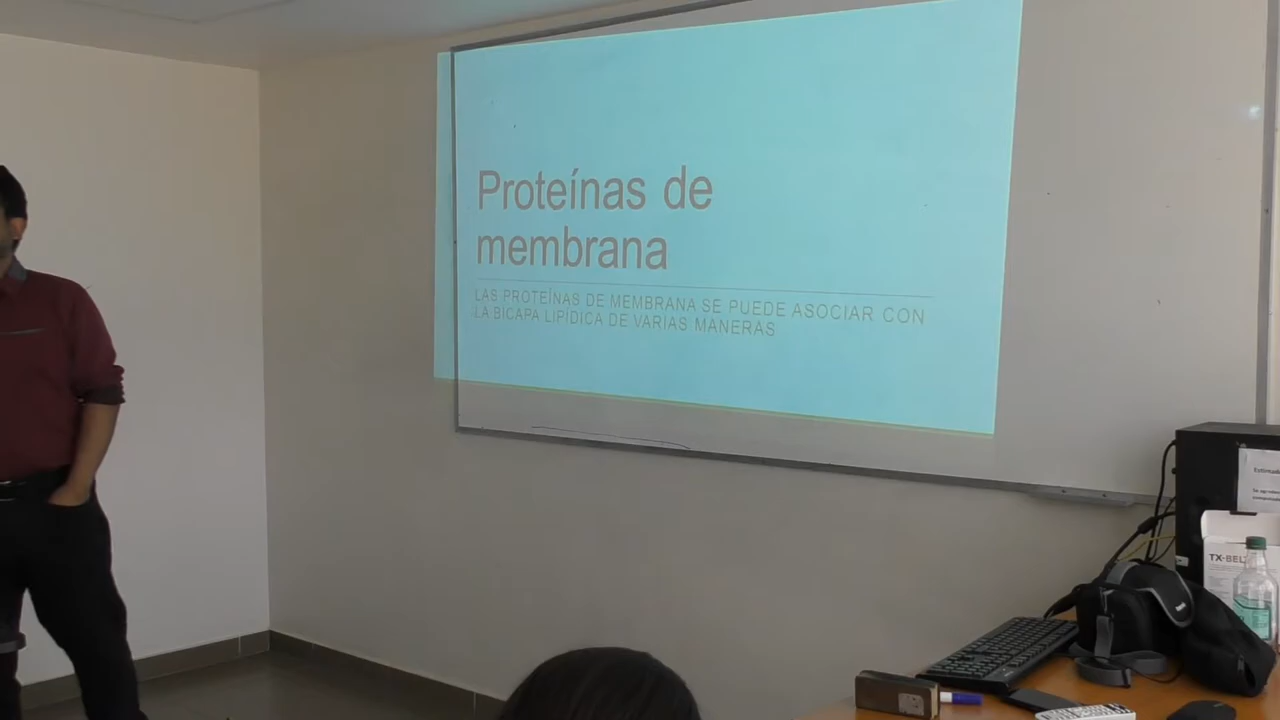 Proteínas de
membrana
LAS PROTEÍNAS DE MEMBRANA SE PUEDE ASOCIAR CON
LA BICAPA LIPÍDICA DE VARIAS MANERAS
TX-BEL